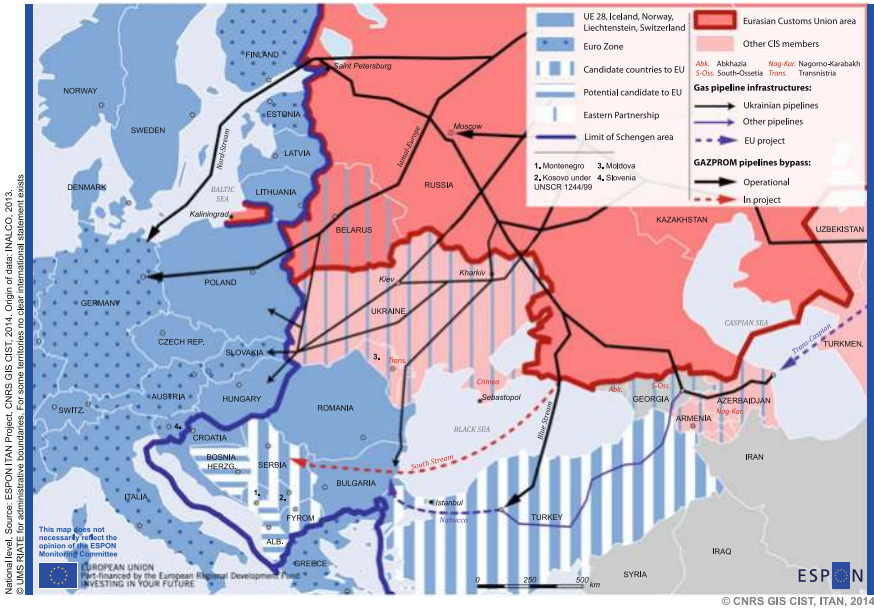 UE 28, Iceland, Norway,
Liechtenstein, Switzerland
Euro Zone
Candidate countries to EU
Potential candidate to EU
Eastern Partnership
Limit of Schengen area
1. Montenegro
2. Kosovo under
UNSCR 1244/99
3. Moldova
4. Slovenia
Eurasian Customs Union area
Other CIS members
Abk. Abkhazia
S-Oss. South-Ossetia
Nag-Kar. Nagorno-Karabakh
Trans. Transnistria
Gas pipeline infrastructures:
Ukrainian pipelines
Other pipelines
EU project
GAZPROM pipelines bypass:
Operational
In project
FINLAND
Saint Petersburg
NORWAY
SWEDEN
ESTONIA
Moscow
Iamal-Europe
Nord-Stream
LATVIA
DENMARK
BALTIC
SEA
LITHUANIA
RUSSIA
Kaliningrad
BELARUS
KAZAKHSTAN
UZBEKISTAN
Kiev
Kharkiv
POLAND
GERMANY
UKRAINE
CZECH REP.
SLOVAKIA
CASPIAN SEA
Trans-Caspian
TURKMEN.
3.
Trans.
Crimea
Sebastopol
Abk.
S-Oss.
AUSTRIA
HUNGARY
SWITZ.
ROMANIA
GEORGIA
AZERBAIDJAN
Nag-Kar.
ARMENIA
4.
CROATIA
BLACK SEA
Blue Stream
BOSNIA
HERZG.
SERBIA
South Stream
IRAN
BULGARIA
1.
2.
ITALIA
Istanbul
Nabucco
TURKEY
FYROM
ALB.
GREECE
SYRIA
IRAQ
This map does not
necessarily reflect the
opinion of the ESPON
Monitoring Committee
EUROPEAN UNION
Part-financed by the European Regional Development Fund
INVESTING IN YOUR FUTURE
0 250 500
km
ESPON
National level, Source: ESPON ITAN Project, CNRS GIS CIST, 2014. Origin of data: INALCO, 2013.
© UMS RIATE for administrative boundaries. For some territories no clear international statement exists
© CNRS GIS CIST, ITAN, 2014